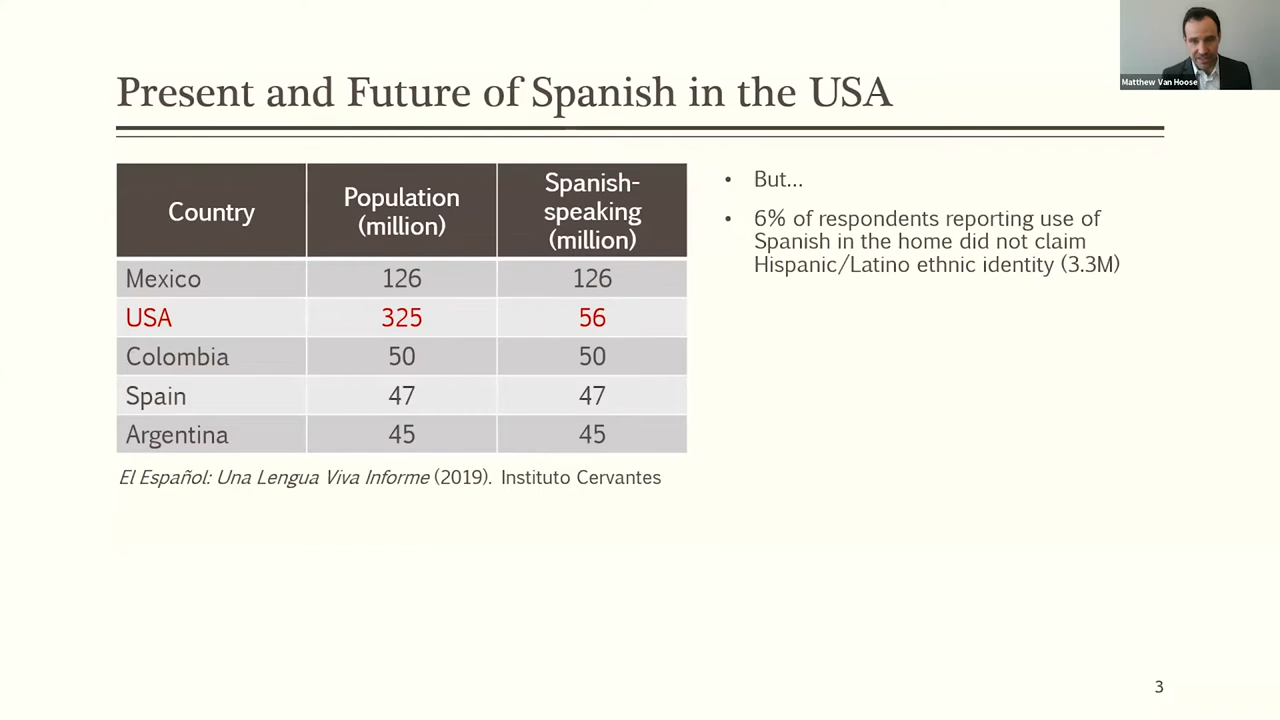 Matthew Van Hoose
Present and Future of Spanish in the USA
Country Population (million) Spanish-speaking (million)
Mexico 126 126
USA 325 56
Colombia 50 50
Spain 47 47
Argentina 45 45
El Español: Una Lengua Viva Informe (2019). Instituto Cervantes
• But...
• 6% of respondents reporting use of
Spanish in the home did not claim
Hispanic/Latino ethnic identity (3.3M)
3